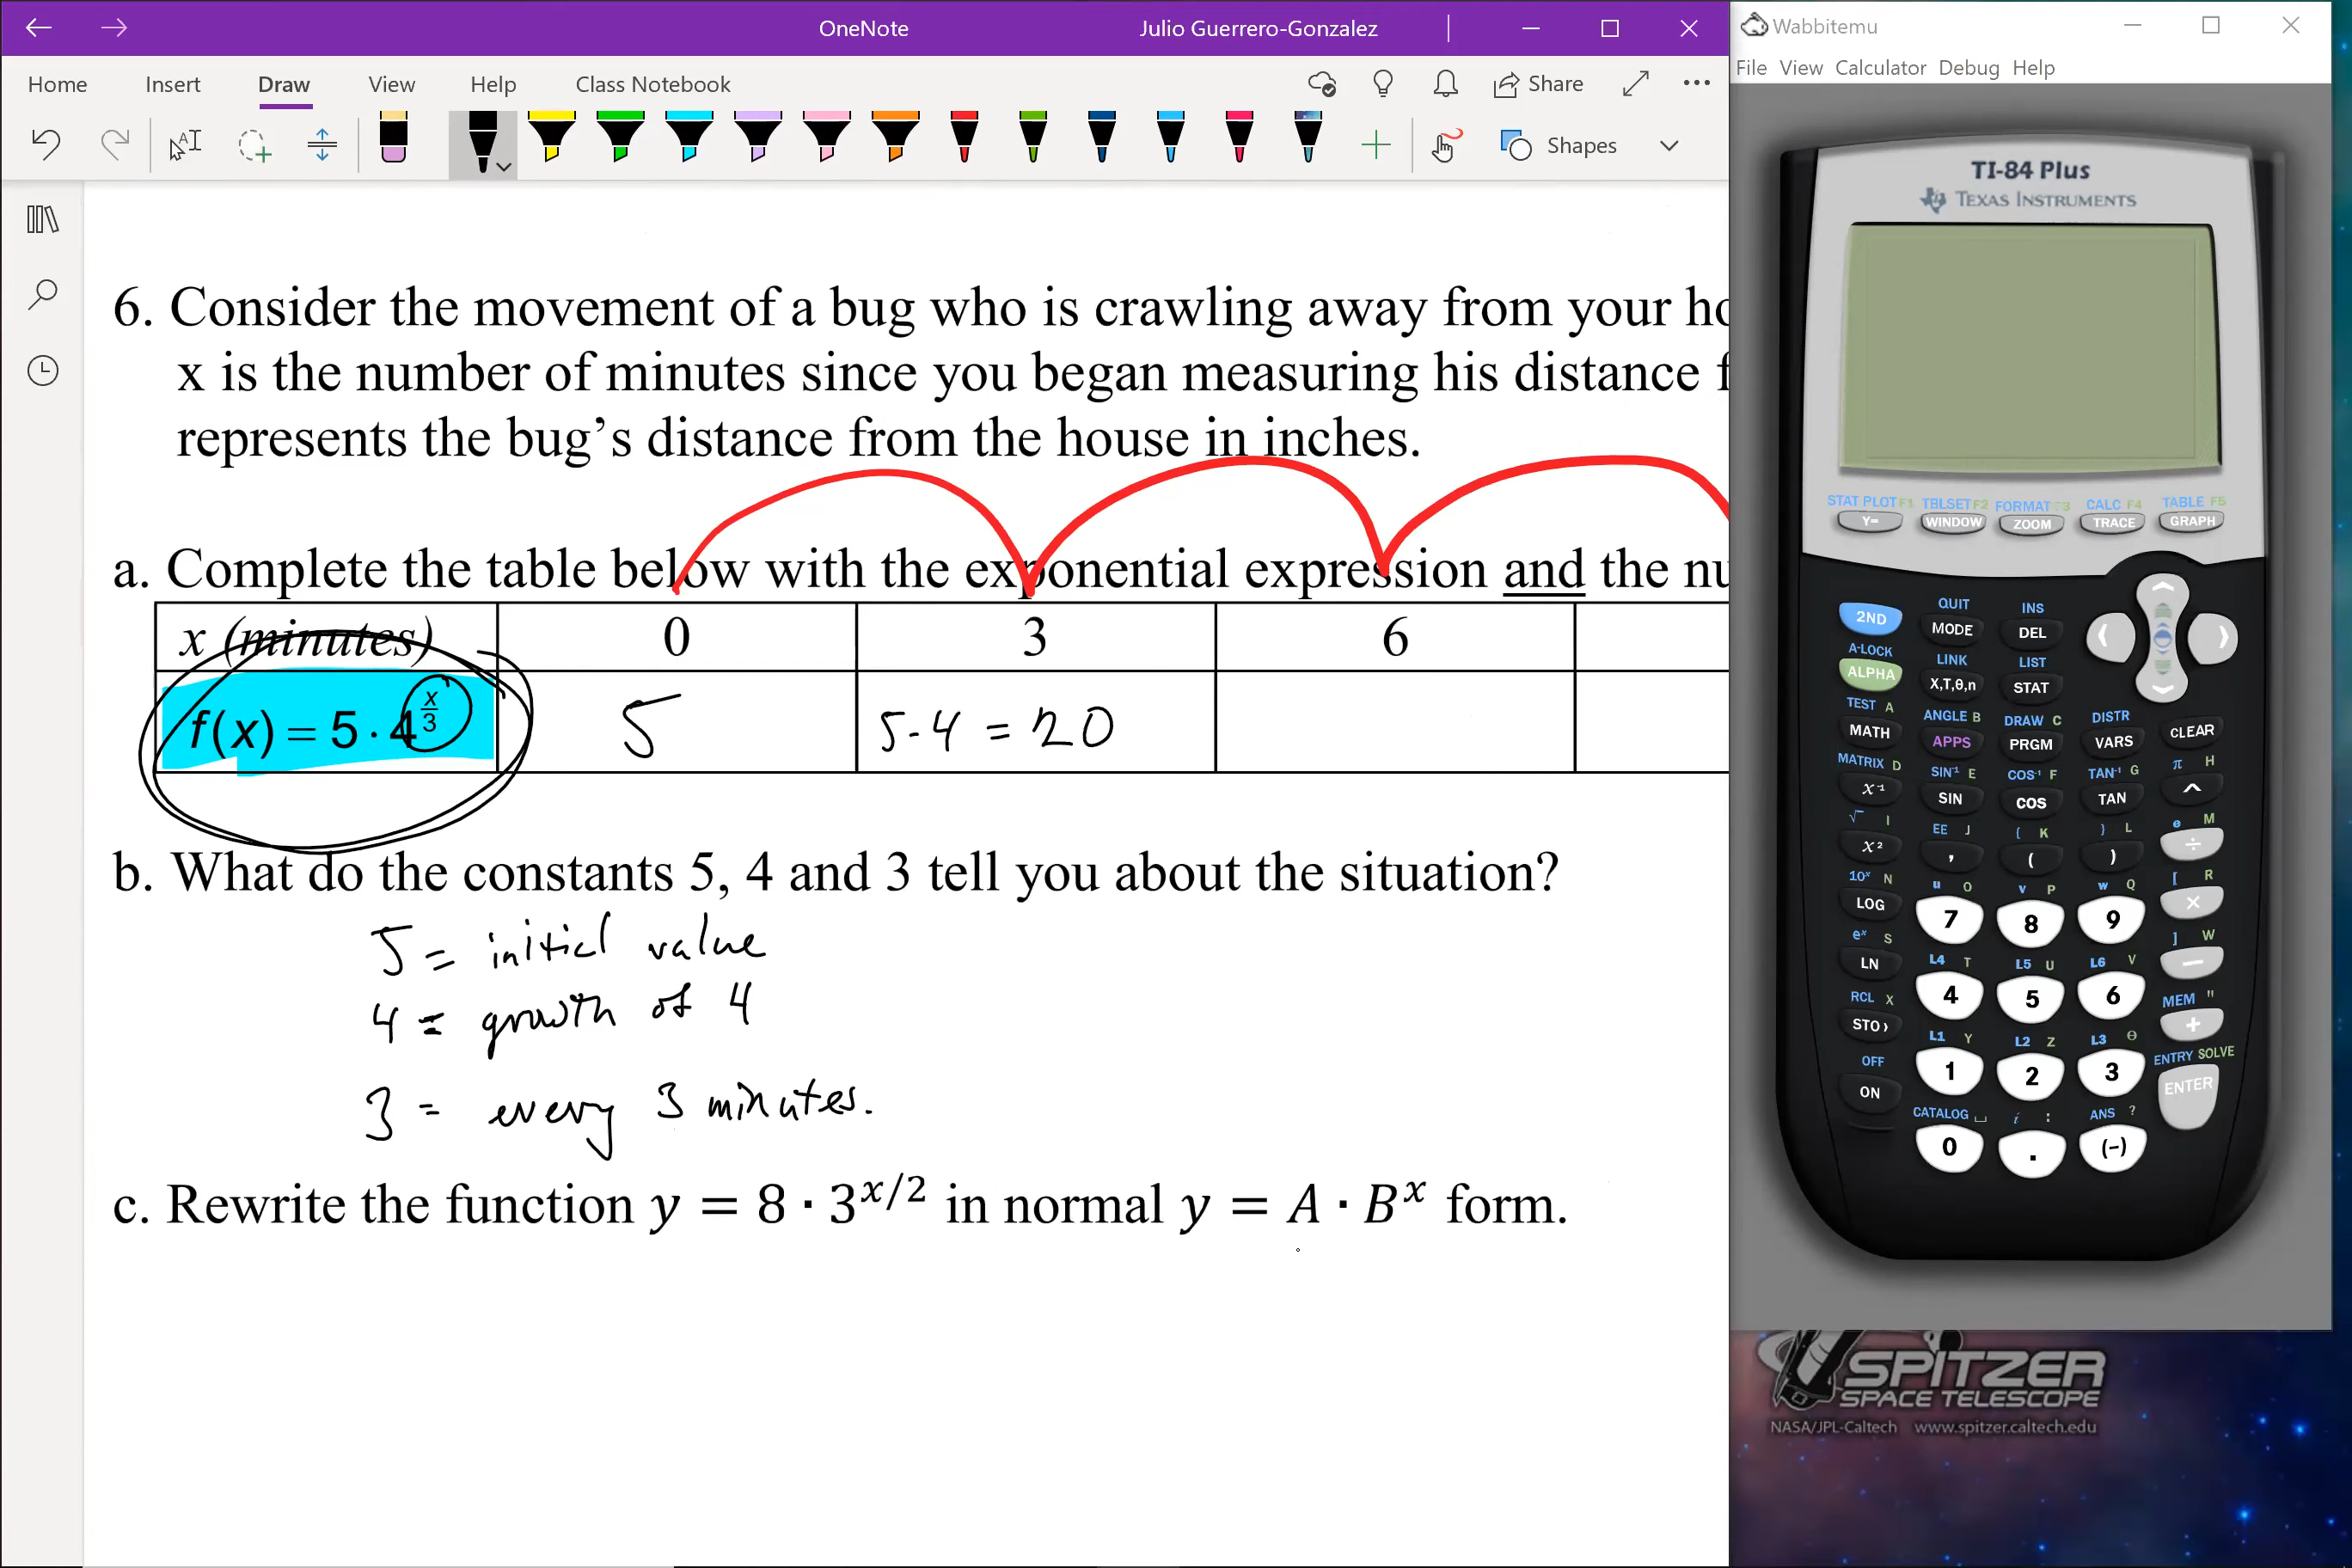 OneNote
Julio Guerrero-Gonzalez
Wabbitemu
Home Insert Draw View Help Class Notebook
Share
File View Calculator Debug Help
Shapes
6. Consider the movement of a bug who is crawling away from your ho
x is the number of minutes since you began measuring his distance f
represents the bug’s distance from the house in inches.
a. Complete the table below with the exponential expression and the nu
x (minutes) 0 3 6
f(x) = 5 · 4^(x/3) 5 5·4 = 20
b. What do the constants 5, 4 and 3 tell you about the situation?
5 = initial value
4 = growth of 4
3 = every 3 minutes.
c. Rewrite the function y = 8 · 3^(x/2) in normal y = A · B^x form.
TI-84 Plus
TEXAS INSTRUMENTS
STAT PLOT F1 TBLSET F2 FORMAT F3 CALC F4 TABLE F5
Y= WINDOW ZOOM TRACE GRAPH
QUIT INS
2ND MODE DEL
A-LOCK LINK LIST
ALPHA X,T,θ,n STAT
TEST A ANGLE B DRAW C DISTR
MATH APPS PRGM VARS CLEAR
MATRIX D SIN⁻¹ E COS⁻¹ F TAN⁻¹ G π H
x⁻¹ SIN COS TAN ^
√ I EE J { K } L e M
x² , ( ) ÷
10ˣ N u O v P w Q [ R
LOG 7 8 9 ×
eˣ S L4 T L5 U L6 V ] W
LN 4 5 6 −
RCL X L1 Y L2 Z L3 θ MEM "
STO› 1 2 3 +
OFF CATALOG ⎵ i : ANS ? ENTRY SOLVE
ON 0 . (-) ENTER
SPITZER
SPACE TELESCOPE
NASA/JPL-Caltech www.spitzer.caltech.edu